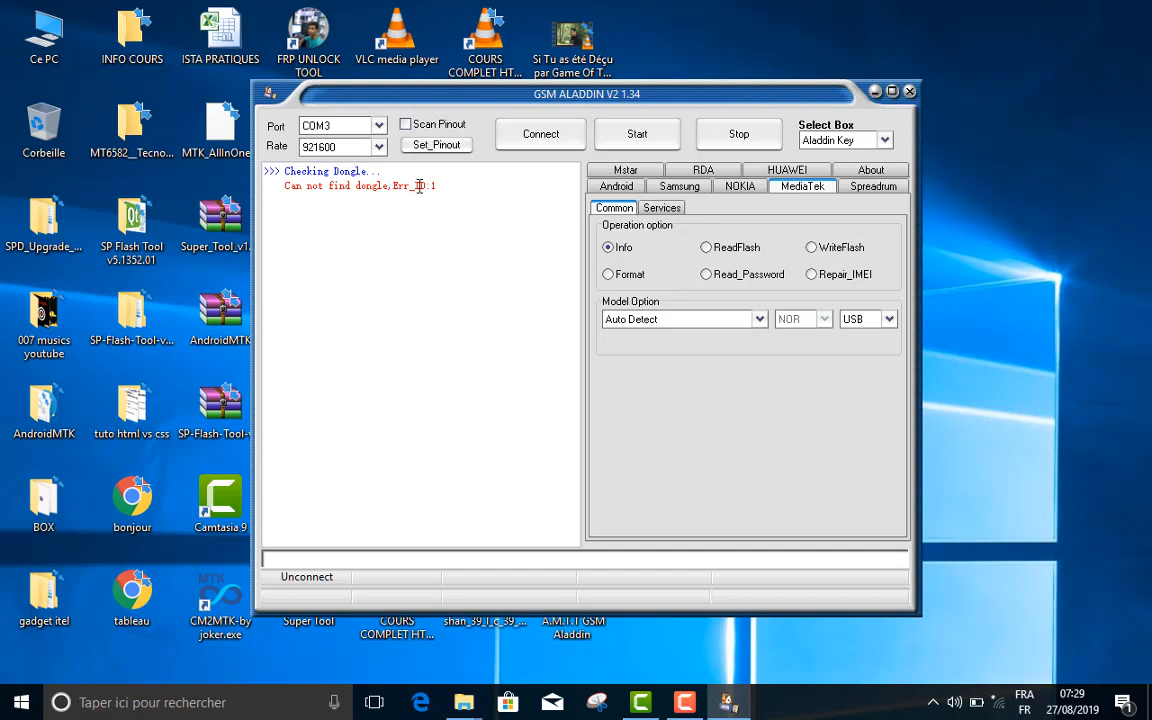 Ce PC
INFO COURS
ISTA PRATIQUES
FRP UNLOCK
TOOL
VLC media player
COURS
COMPLET HT...
Si Tu as été Déçu
par Game Of T...
Corbeille
MT6582__Tecno...
MTK_AllInOne
SPD_Upgrade_...
SP Flash Tool
v5.1352.01
Super_Tool_v1.
007 musics
youtube
SP-Flash-Tool-v...
AndroidMTK
AndroidMTK
tuto html vs css
SP-Flash-Tool-v
BOX
bonjour
Camtasia 9
gadget itel
tableau
MTK
CM2MTK-by
joker.exe
Super Tool
COURS
COMPLET HT...
shan_39_l_c_39_...
A.M.T.T GSM
Aladdin
GSM ALADDIN V2 1.34
Port
COM3
Scan Pinout
Rate
921600
Set_Pinout
Connect
Start
Stop
Select Box
Aladdin Key
>>> Checking Dongle...
Can not find dongle,Err_ID:1
Mstar
RDA
HUAWEI
About
Android
Samsung
NOKIA
MediaTek
Spreadrum
Common
Services
Operation option
Info
ReadFlash
WriteFlash
Format
Read_Password
Repair_IMEI
Model Option
Auto Detect
NOR
USB
Unconnect
Taper ici pour rechercher
FRA
FR
07:29
27/08/2019
1